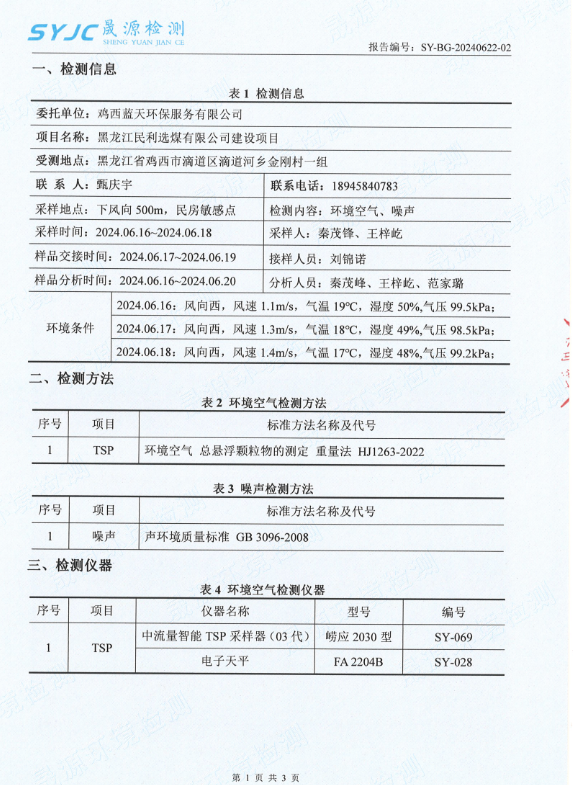 SYJC 晟源检测
SHENG YUAN JIAN CE
报告编号：SY-BG-20240622-02
一、检测信息
表 1 检测信息
委托单位：鸡西蓝天环保服务有限公司
项目名称：黑龙江民利选煤有限公司建设项目
受测地点：黑龙江省鸡西市滴道区滴道河乡金刚村一组
联 系 人：甄庆宇 联系电话：18945840783
采样地点：下风向 500m，民房敏感点 检测内容：环境空气、噪声
采样时间：2024.06.16~2024.06.18 采样人：秦茂锋、王梓屹
样品交接时间：2024.06.17~2024.06.19 接样人员：刘锦诺
样品分析时间：2024.06.16~2024.06.20 分析人员：秦茂峰、王梓屹、范家璐
环境条件
2024.06.16：风向西，风速 1.1m/s，气温 19℃，湿度 50%,气压 99.5kPa；
2024.06.17：风向西，风速 1.3m/s，气温 18℃，湿度 49%,气压 98.5kPa；
2024.06.18：风向西，风速 1.4m/s，气温 17℃，湿度 48%,气压 99.2kPa；
二、检测方法
表 2 环境空气检测方法
序号 项目 标准方法名称及代号
1 TSP 环境空气 总悬浮颗粒物的测定 重量法 HJ1263-2022
表 3 噪声检测方法
序号 项目 标准方法名称及代号
1 噪声 声环境质量标准 GB 3096-2008
三、检测仪器
表 4 环境空气检测仪器
序号 项目 仪器名称 型号 编号
1 TSP 中流量智能 TSP 采样器（03 代） 崂应 2030 型 SY-069
电子天平 FA 2204B SY-028
第 1 页 共 3 页